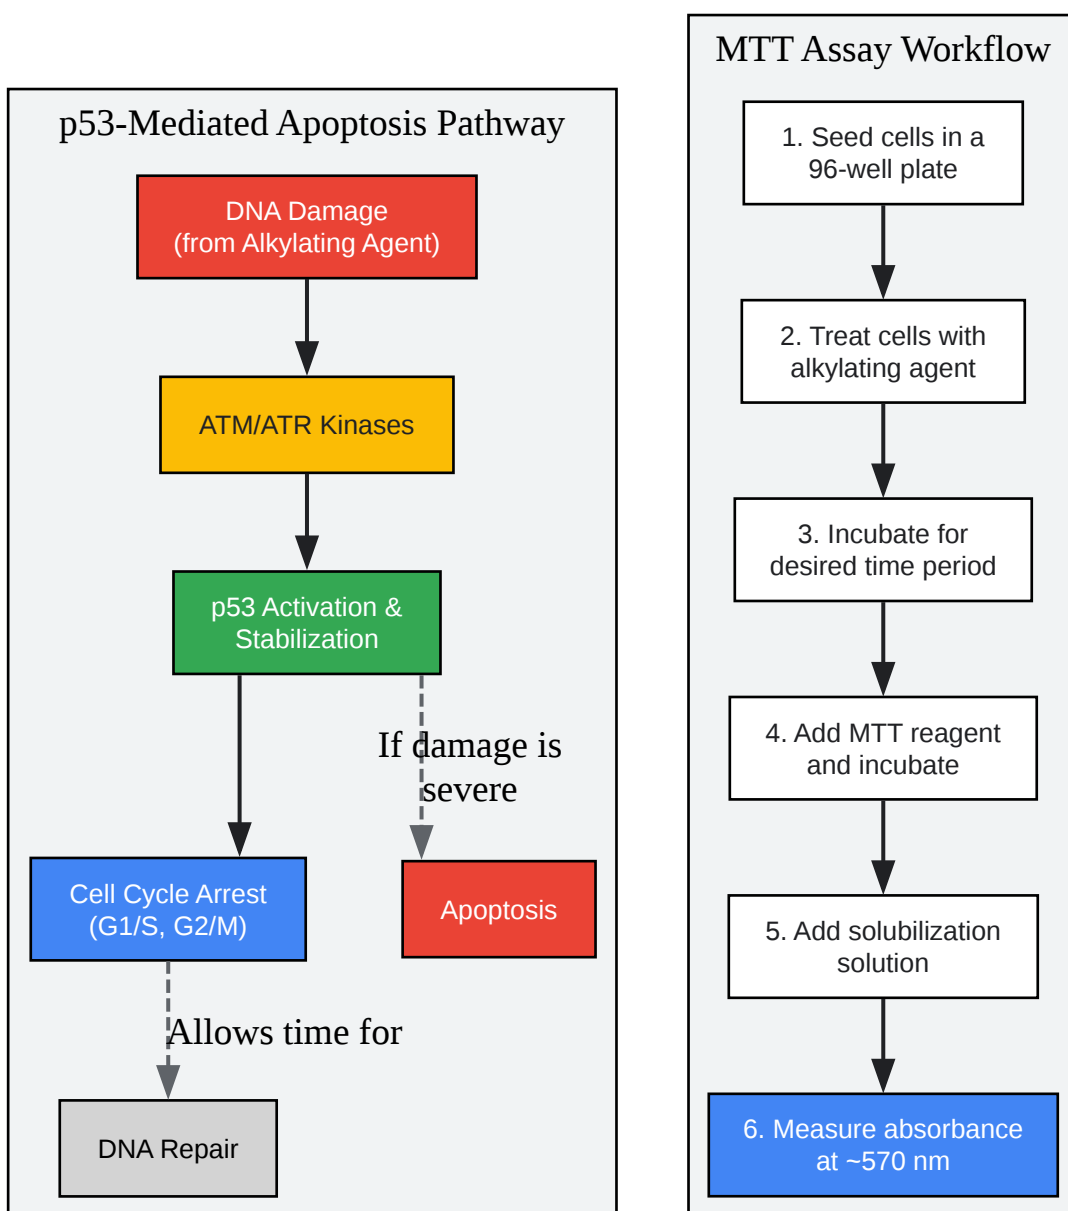 p53-Mediated Apoptosis Pathway
DNA Damage
(from Alkylating Agent)
ATM/ATR Kinases
p53 Activation &
Stabilization
If damage is
severe
Cell Cycle Arrest
(G1/S, G2/M)
Apoptosis
Allows time for
DNA Repair
MTT Assay Workflow
1. Seed cells in a
96-well plate
2. Treat cells with
alkylating agent
3. Incubate for
desired time period
4. Add MTT reagent
and incubate
5. Add solubilization
solution
6. Measure absorbance
at ~570 nm